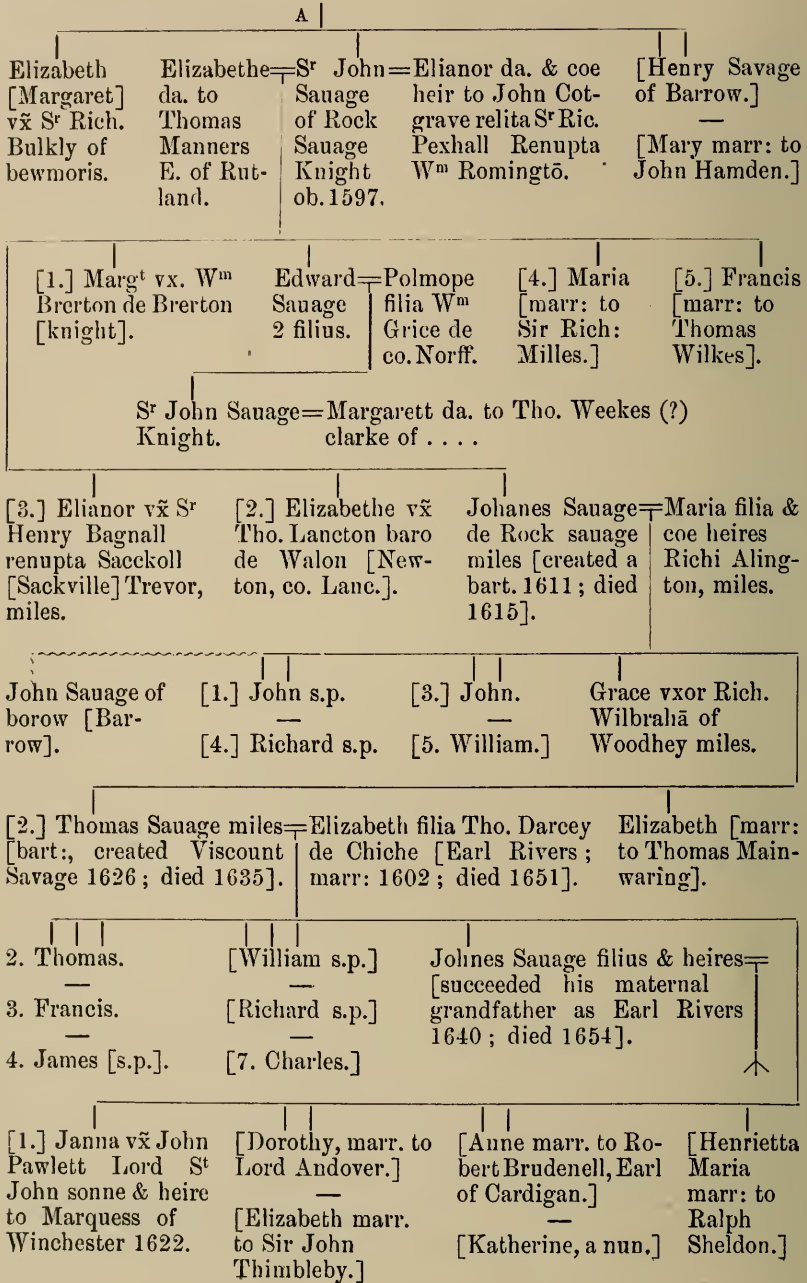 A
Elizabeth
[Margaret]
vx̃ Sʳ Rich.
Bulkly of
bewmoris.
Elizabethe=
da. to
Thomas
Manners
E. of Rut-
land.
Sʳ John=
Sauage
of Rock
Sauage
Knight
ob. 1597.
Elianor da. & coe
heir to John Cot-
grave relita Sʳ Ric.
Pexhall Renupta
Wᵐ Romingtō.
[Henry Savage
of Barrow.]
—
[Mary marr: to
John Hamden.]
[1.] Margᵗ vx. Wᵐ
Brerton de Brerton
[knight].
Edward=
Sauage
2 filius.
Polmope
filia Wᵐ
Grice de
co. Norff.
[4.] Maria
[marr: to
Sir Rich:
Milles.]
[5.] Francis
[marr: to
Thomas
Wilkes].
Sʳ John Sauage=Margarett da. to Tho. Weekes (?)
Knight. clarke of . . . .
[3.] Elianor vx̃ Sʳ
Henry Bagnall
renupta Sacckoll
[Sackville] Trevor,
miles.
[2.] Elizabethe vx̃
Tho. Lancton baro
de Walon [New-
ton, co. Lanc.].
Johanes Sauage=
de Rock sauage
miles [created a
bart. 1611 ; died
1615].
Maria filia &
coe heires
Richi Aling-
ton, miles.
John Sauage of
borow [Bar-
row].
[1.] John s.p.
—
[4.] Richard s.p.
[3.] John.
—
[5. William.]
Grace vxor Rich.
Wilbrahā of
Woodhey miles.
[2.] Thomas Sauage miles=
[bart:, created Viscount
Savage 1626 ; died 1635].
Elizabeth filia Tho. Darcey
de Chiche [Earl Rivers ;
marr: 1602 ; died 1651].
Elizabeth [marr:
to Thomas Main-
waring].
2. Thomas.
—
3. Francis.
—
4. James [s.p.].
[William s.p.]
—
[Richard s.p.]
—
[7. Charles.]
Johnes Sauage filius & heires=
[succeeded his maternal
grandfather as Earl Rivers
1640 ; died 1654].
[1.] Janna vx̃ John
Pawlett Lord Sᵗ
John sonne & heire
to Marquess of
Winchester 1622.
[Dorothy, marr. to
Lord Andover.]
—
[Elizabeth marr.
to Sir John
Thimbleby.]
[Anne marr. to Ro-
bert Brudenell, Earl
of Cardigan.]
—
[Katherine, a nun.]
[Henrietta
Maria
marr: to
Ralph
Sheldon.]